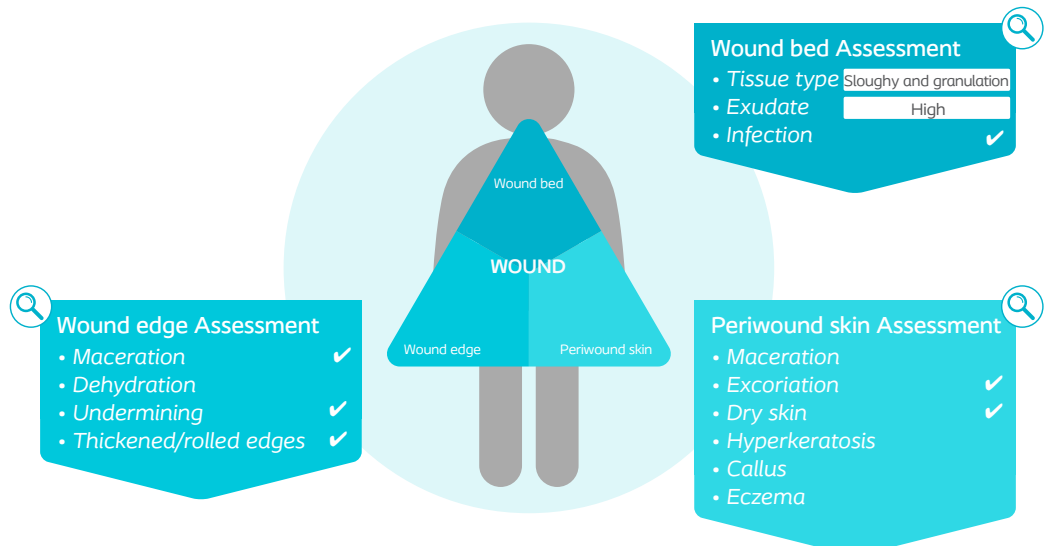 Wound bed Assessment
• Tissue type Sloughy and granulation
• Exudate High
• Infection ✔
Wound bed
WOUND
Wound edge
Periwound skin
Wound edge Assessment
• Maceration ✔
• Dehydration
• Undermining ✔
• Thickened/rolled edges ✔
Periwound skin Assessment
• Maceration
• Excoriation ✔
• Dry skin ✔
• Hyperkeratosis
• Callus
• Eczema